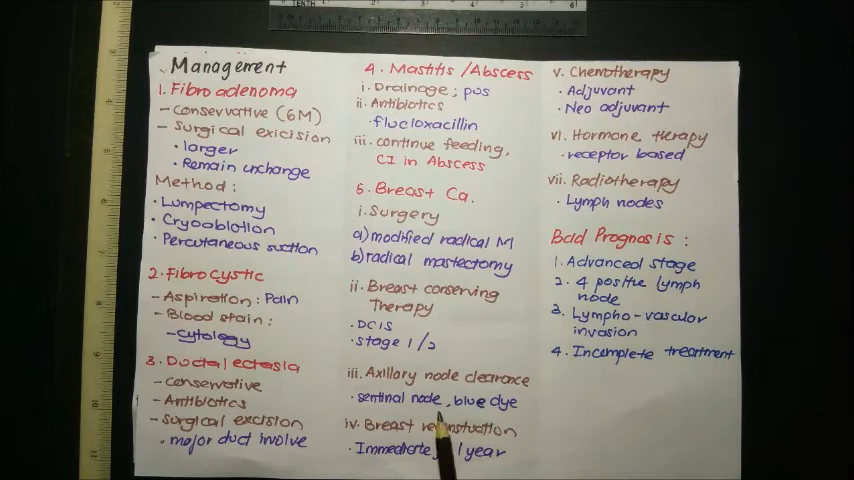 Management
1. Fibroadenoma
- Conservative (6M)
- Surgical exicision
• larger
• Remain unchange
Method:
• Lumpectomy
• Cryoablation
• Percutaneous suction
2. Fibrocystic
- Aspiration: Pain
- Blood stain:
- cytology
3. Ductal ectasia
- conservative
- Antibiotics
- surgical excision
• major duct involve
4. Mastitis /Abscess
i. Drainage; pus
ii. Antibiotics
• flucloxacillin
iii. continue feeding,
CI in Abscess
5. Breast Ca.
i. Surgery
a) modified radical M
b) radical mastectomy
ii. Breast conserving
Therapy
• DCIS
• stage 1/2
iii. Axillary node clearance
• sentinal node, blue dye
iv. Breast
• Immediate, 1 year
v. Chemotherapy
• Adjuvant
• Neo adjuvant
vi. Hormone therapy
• receptor based
vii. Radiotherapy
• Lymph nodes
Bad Prognosis:
1. Advanced stage
2. 4 positive lymph
node
3. Lympho-vascular
invasion
4. Incomplete treatment